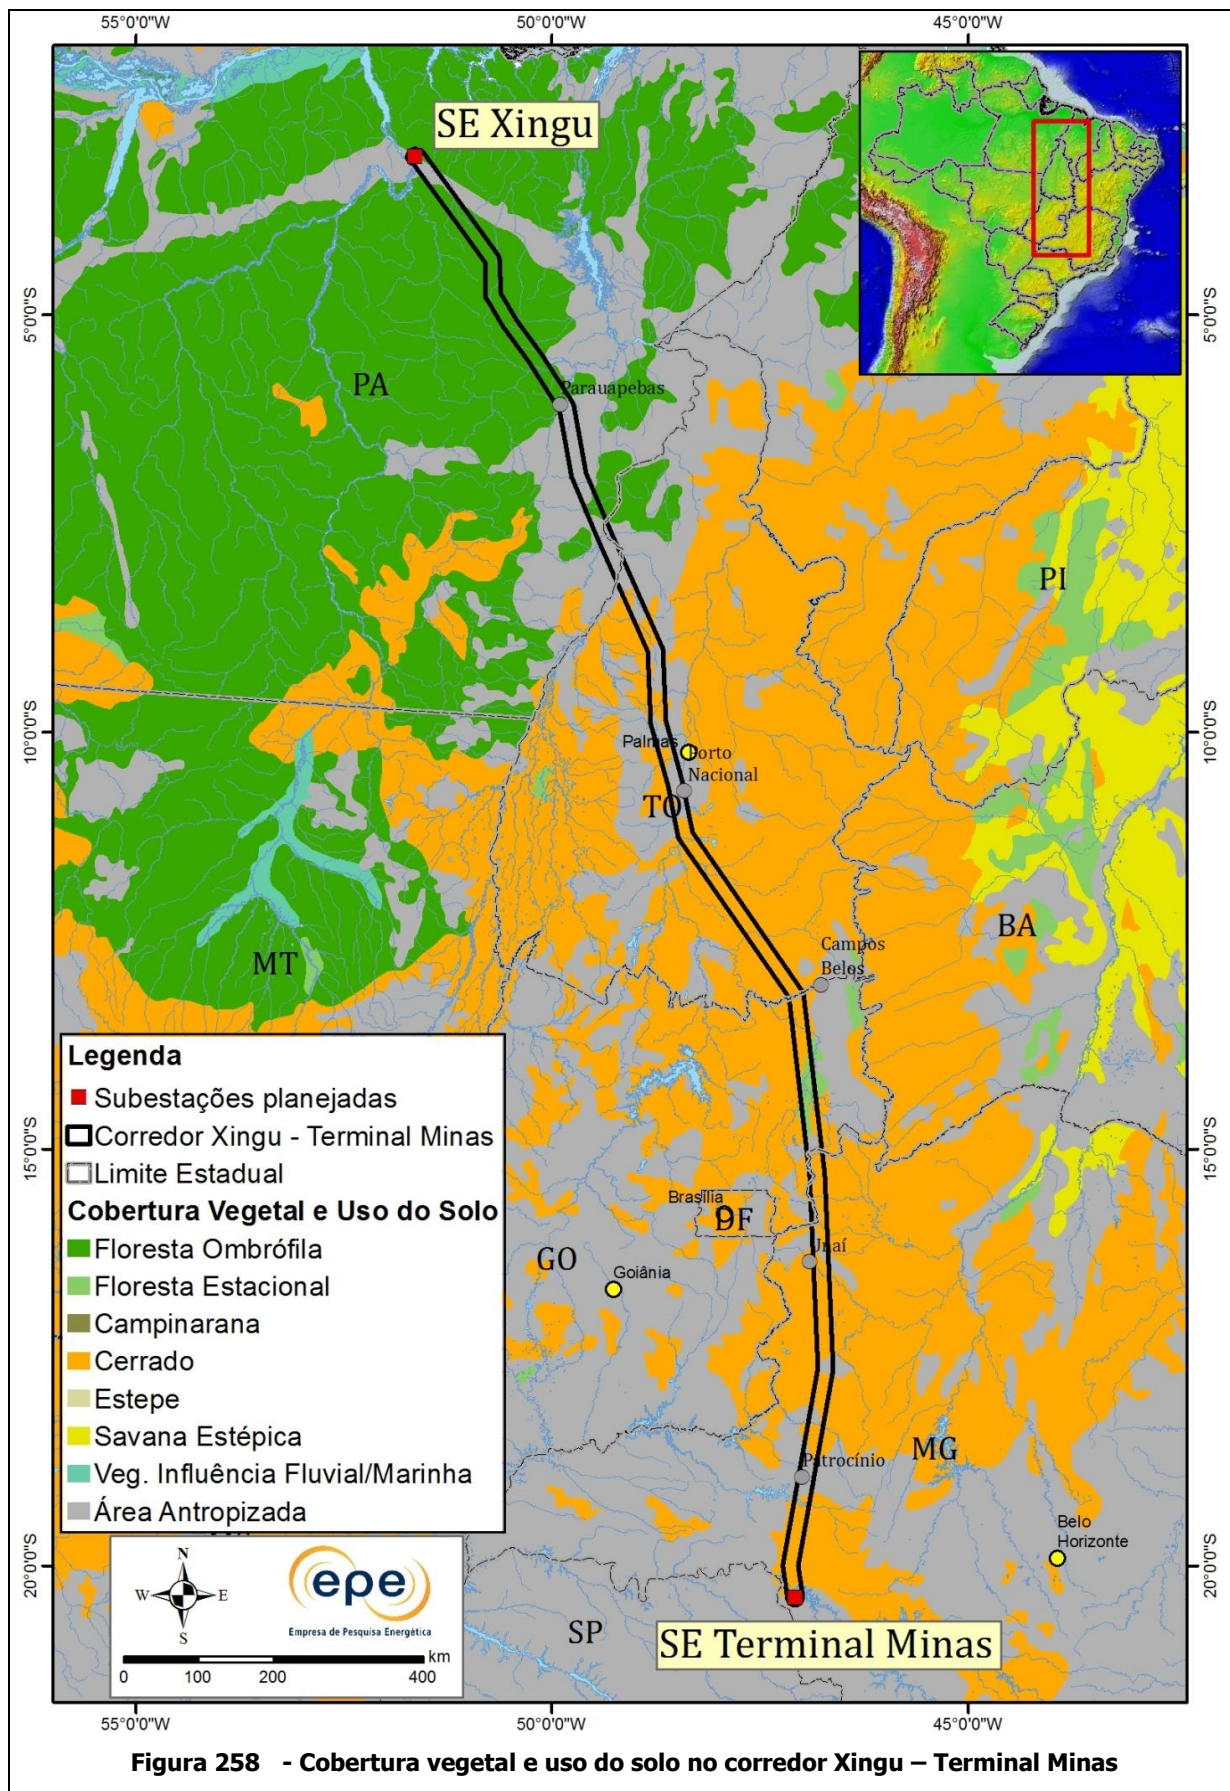 55°0'0"W 50°0'0"W 45°0'0"W
SE Xingu
5°0'0"S 5°0'0"S
PA
Parauapebas
PI
10°0'0"S 10°0'0"S
Palmas
Porto
Nacional
TO
BA
Campos
Belos
MT
Legenda
Subestações planejadas
Corredor Xingu - Terminal Minas
Limite Estadual
Cobertura Vegetal e Uso do Solo
Floresta Ombrófila
Floresta Estacional
Campinarana
Cerrado
Estepe
Savana Estépica
Veg. Influência Fluvial/Marinha
Área Antropizada
15°0'0"S 15°0'0"S
Brasília
DF
Unaí
GO
Goiânia
MG
Patrocínio
Belo
Horizonte
20°0'0"S 20°0'0"S
N
W E
S
epe
Empresa de Pesquisa Energética
km
0 100 200 400
SP
SE Terminal Minas
55°0'0"W 50°0'0"W 45°0'0"W
Figura 258 - Cobertura vegetal e uso do solo no corredor Xingu – Terminal Minas